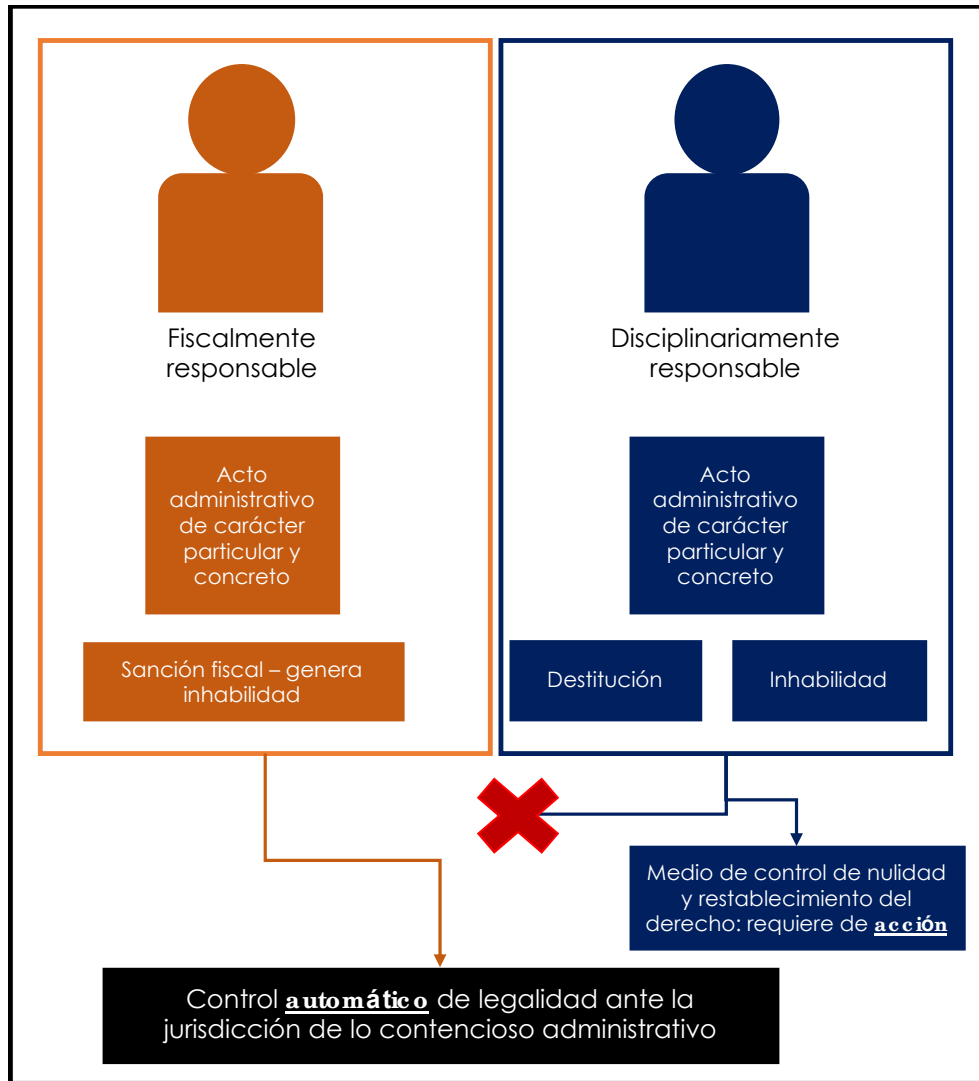 Fiscalmente
responsable
Disciplinariamente
responsable
Acto
administrativo
de carácter
particular y
concreto
Acto
administrativo
de carácter
particular y
concreto
Sanción fiscal – genera
inhabilidad
Destitución
Inhabilidad
Medio de control de nulidad
y restablecimiento del
derecho: requiere de acción
Control automático de legalidad ante la
jurisdicción de lo contencioso administrativo